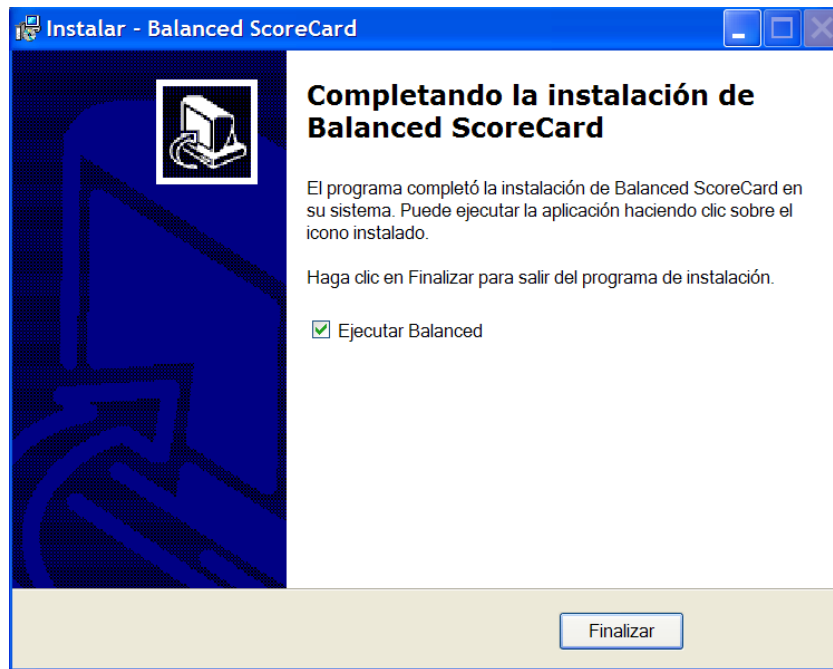 Instalar - Balanced ScoreCard
Completando la instalación de
Balanced ScoreCard
El programa completó la instalación de Balanced ScoreCard en
su sistema. Puede ejecutar la aplicación haciendo clic sobre el
icono instalado.
Haga clic en Finalizar para salir del programa de instalación.
Ejecutar Balanced
Finalizar